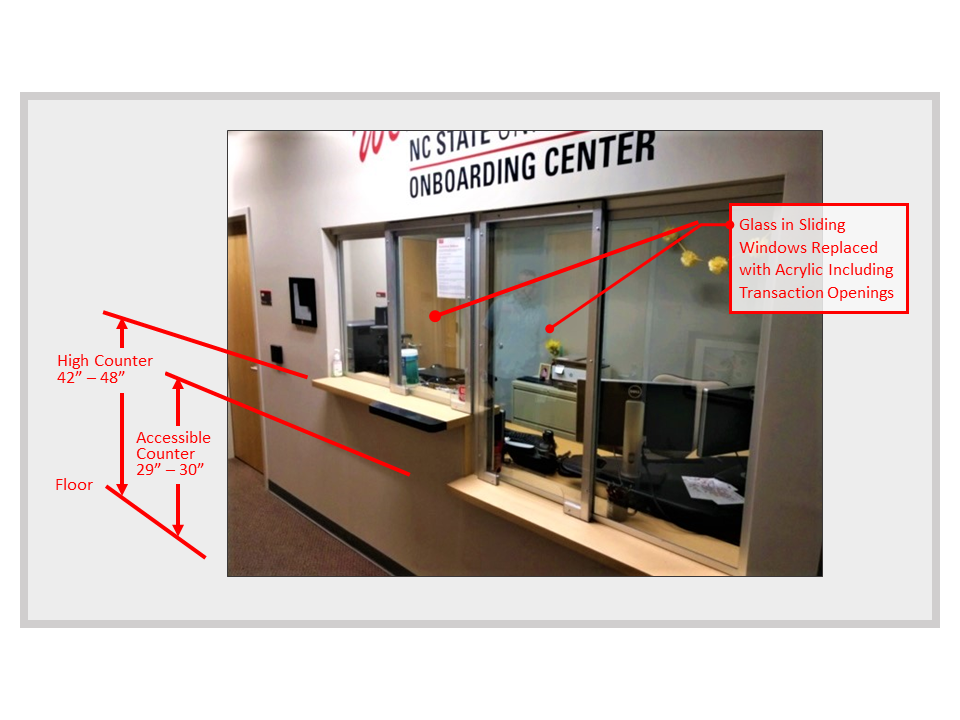 NC STATE
ONBOARDING CENTER
Glass in Sliding
Windows Replaced
with Acrylic Including
Transaction Openings
High Counter
42” – 48”
Accessible
Counter
29” – 30”
Floor